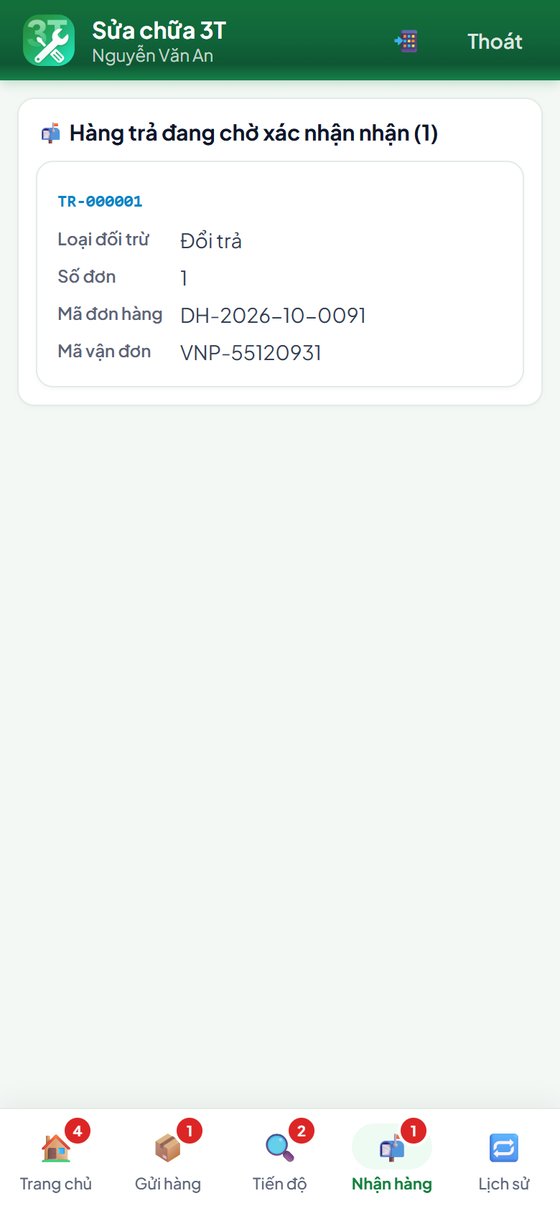 3T
Sửa chữa 3T
Nguyễn Văn An
Thoát
Hàng trả đang chờ xác nhận nhận (1)
TR-000001
Loại đối trừ Đổi trả
Số đơn 1
Mã đơn hàng DH-2026-10-0091
Mã vận đơn VNP-55120931
4 1 2 1
Trang chủ Gửi hàng Tiến độ Nhận hàng Lịch sử